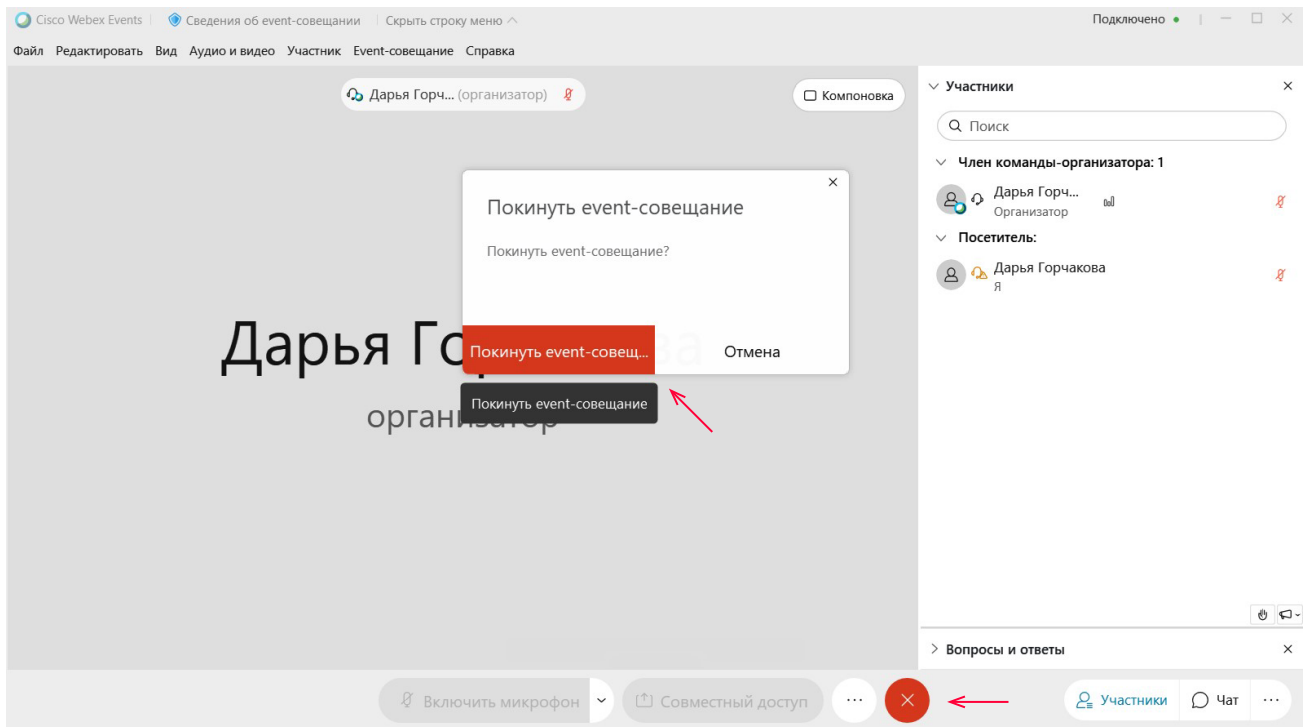 Cisco Webex Events
Сведения об event-совещании
Скрыть строку меню
Подключено
Файл Редактировать Вид Аудио и видео Участник Event-совещание Справка
Дарья Горч... (организатор)
Компоновка
Участники
Поиск
Член команды-организатора: 1
Дарья Горч...
Организатор
Посетитель:
Дарья Горчакова
Я
Покинуть event-совещание
Покинуть event-совещание?
Покинуть event-совещ...
Отмена
Покинуть event-совещание
Дарья Го
организатор
Вопросы и ответы
Включить микрофон
Совместный доступ
...
Участники
Чат
...